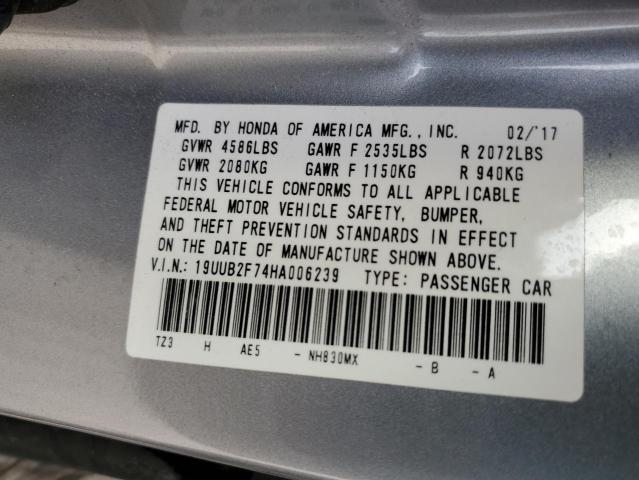 MFD. BY HONDA OF AMERICA MFG., INC. 02/'17
GVWR 4586LBS GAWR F 2535LBS R 2072LBS
GVWR 2080KG GAWR F 1150KG R 940KG
THIS VEHICLE CONFORMS TO ALL APPLICABLE
FEDERAL MOTOR VEHICLE SAFETY, BUMPER,
AND THEFT PREVENTION STANDARDS IN EFFECT
ON THE DATE OF MANUFACTURE SHOWN ABOVE.
V.I.N.: 19UUB2F74HA006239 TYPE: PASSENGER CAR
TZ3 H AE5 - NH830MX - B - A